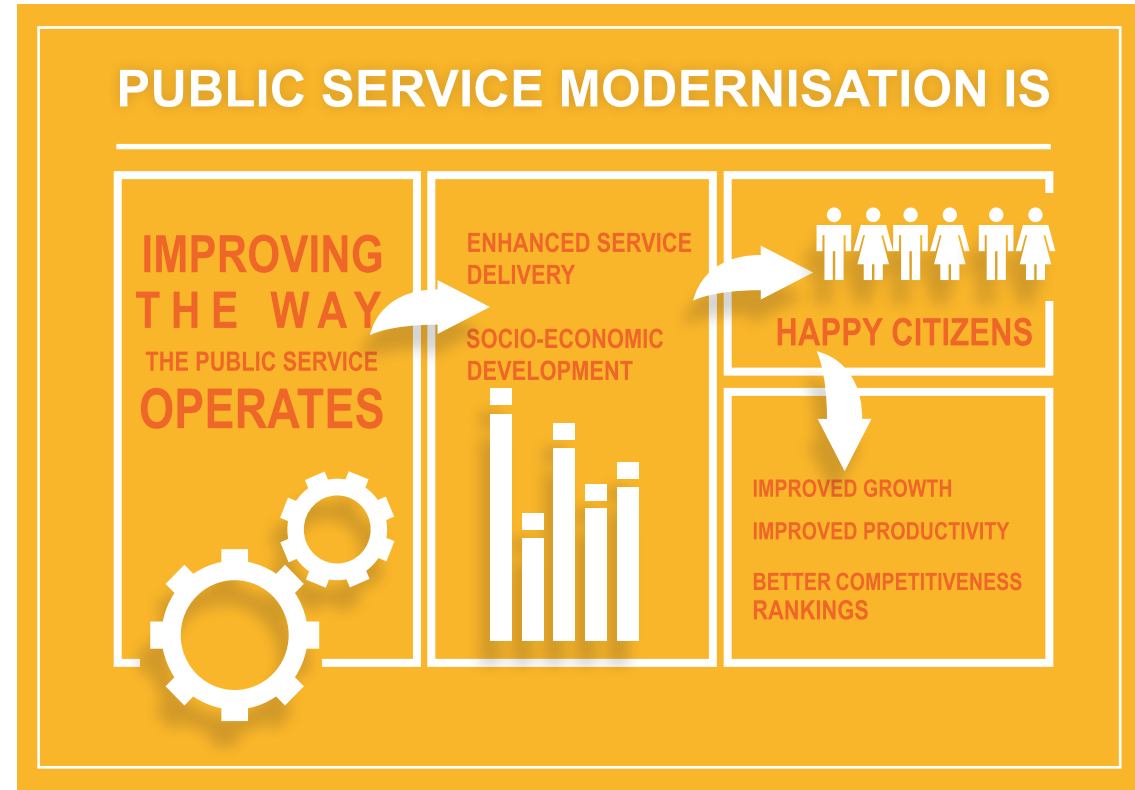 PUBLIC SERVICE MODERNISATION IS
IMPROVING
THE WAY
THE PUBLIC SERVICE
OPERATES
ENHANCED SERVICE
DELIVERY
SOCIO-ECONOMIC
DEVELOPMENT
HAPPY CITIZENS
IMPROVED GROWTH
IMPROVED PRODUCTIVITY
BETTER COMPETITIVENESS
RANKINGS